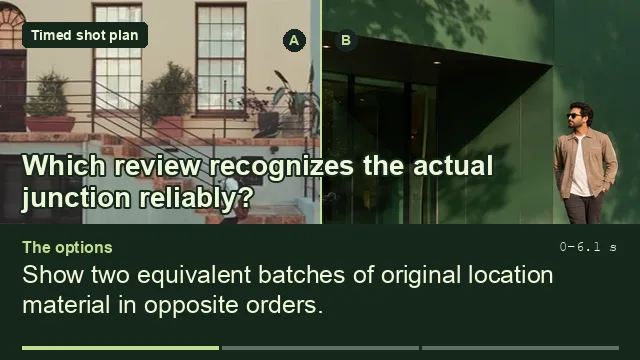 Timed shot plan
A
B
Which review recognizes the actual
junction reliably?
The options
0–6.1 s
Show two equivalent batches of original location
material in opposite orders.